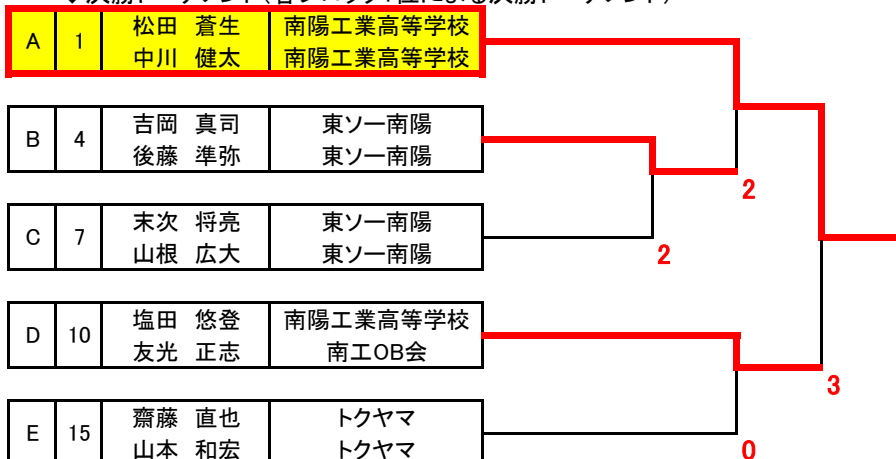 A 1 松田 蒼生 南陽工業高等学校
中川 健太 南陽工業高等学校
B 4 吉岡 真司 東ソー南陽
後藤 準弥 東ソー南陽
2
C 7 末次 将亮 東ソー南陽
山根 広大 東ソー南陽
2
D 10 塩田 悠登 南陽工業高等学校
友光 正志 南工OB会
3
E 15 齋藤 直也 トクヤマ
山本 和宏 トクヤマ
0